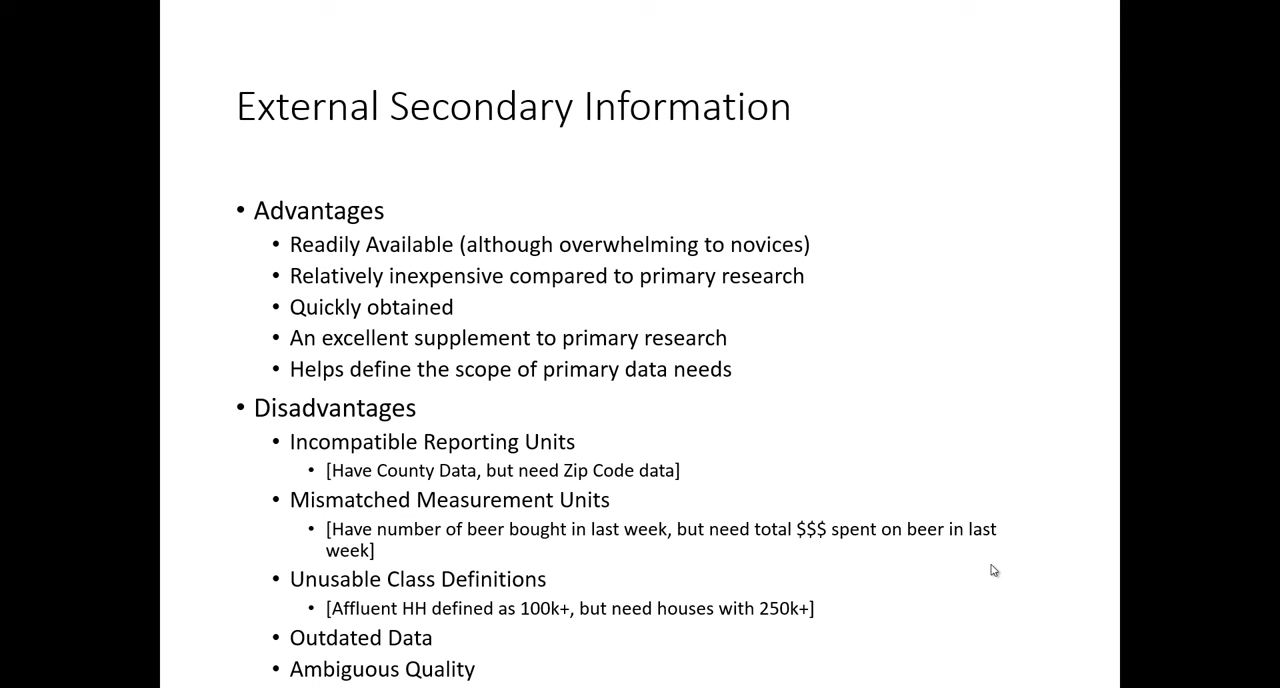 External Secondary Information
• Advantages
• Readily Available (although overwhelming to novices)
• Relatively inexpensive compared to primary research
• Quickly obtained
• An excellent supplement to primary research
• Helps define the scope of primary data needs
• Disadvantages
• Incompatible Reporting Units
• [Have County Data, but need Zip Code data]
• Mismatched Measurement Units
• [Have number of beer bought in last week, but need total $$$ spent on beer in last
week]
• Unusable Class Definitions
• [Affluent HH defined as 100k+, but need houses with 250k+]
• Outdated Data
• Ambiguous Quality